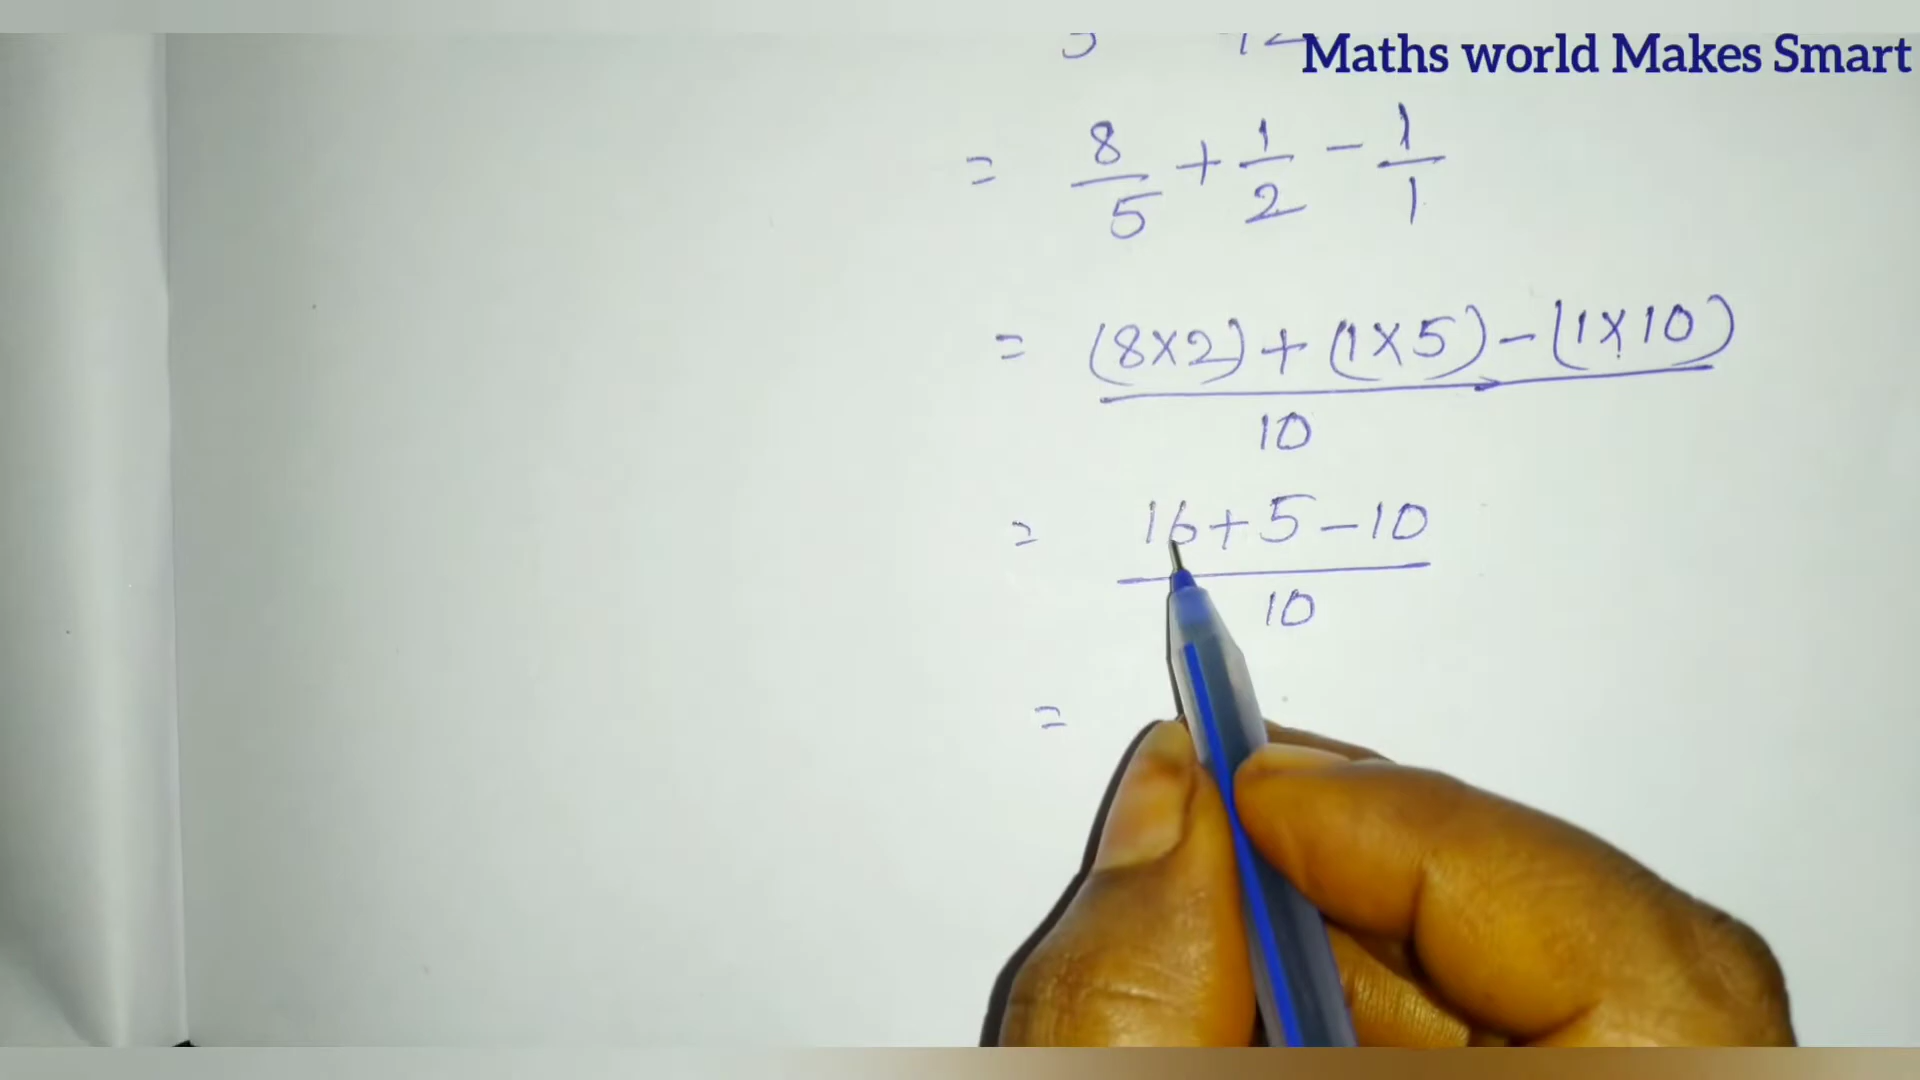 Maths world Makes Smart
= 8/5 + 1/2 - 1/1
= (8×2) + (1×5) - (1×10)
10
= 16 + 5 - 10
10
=